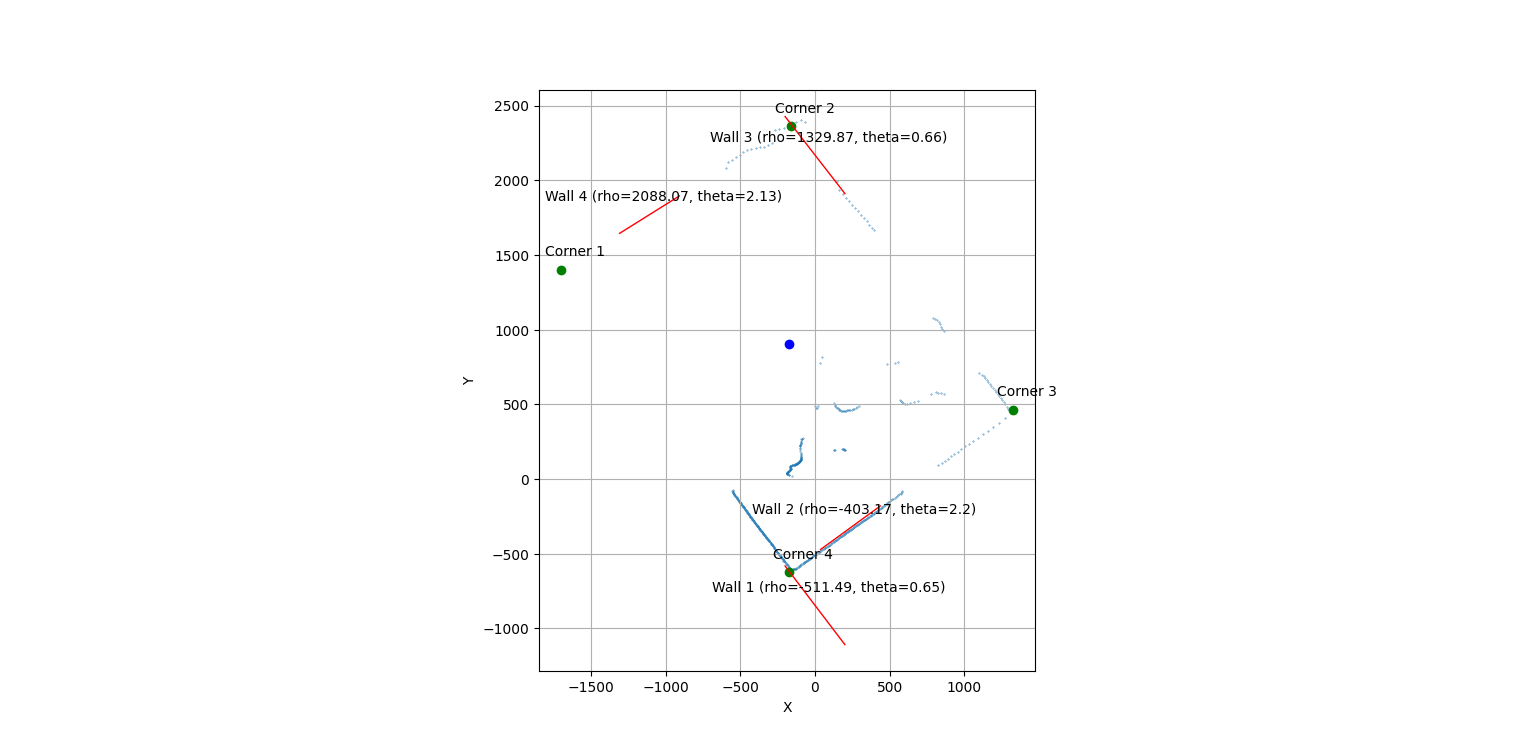 2500
Corner 2
Wall 3 (rho=1329.87, theta=0.66)
2000
Wall 4 (rho=2088.07, theta=2.13)
1500
Corner 1
1000
Y
500
Corner 3
0
Wall 2 (rho=-403.17, theta=2.2)
−500
Corner 4
Wall 1 (rho=-511.49, theta=0.65)
−1000
−1500 −1000 −500 0 500 1000
X